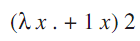 (λ x . + 1 x) 2